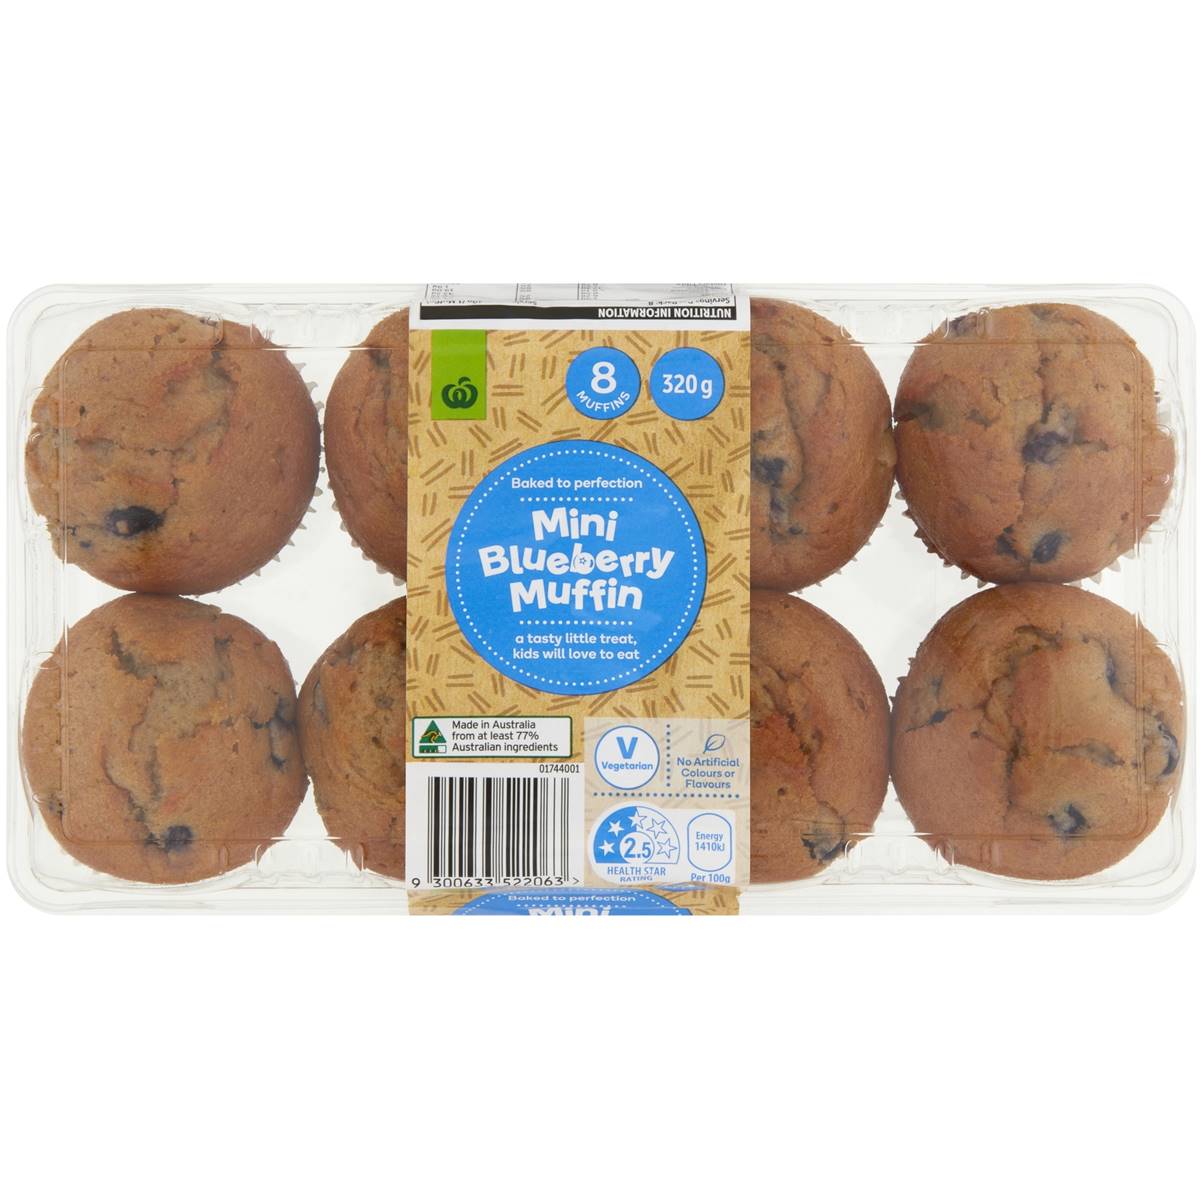 NUTRITION INFORMATION
8
MUFFINS
320g
Baked to perfection
Mini
Blueberry
Muffin
a tasty little treat,
kids will love to eat
Made in Australia
from at least 77%
Australian ingredients
V
Vegetarian
No Artificial
Colours or
Flavours
01744001
9 300633 522063 >
2.5
HEALTH STAR
RATING
Energy
1410kJ
Per 100g
Baked to perfection
Mini